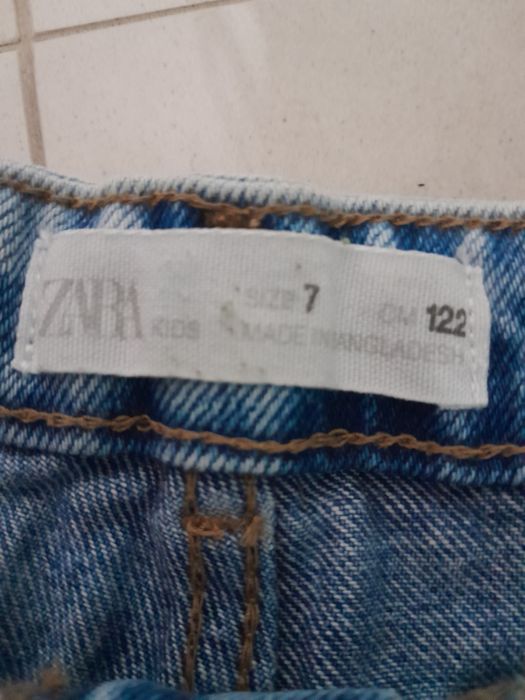 ZARA SIZE 7 CM 122
KIDS MADE IN BANGLADESH